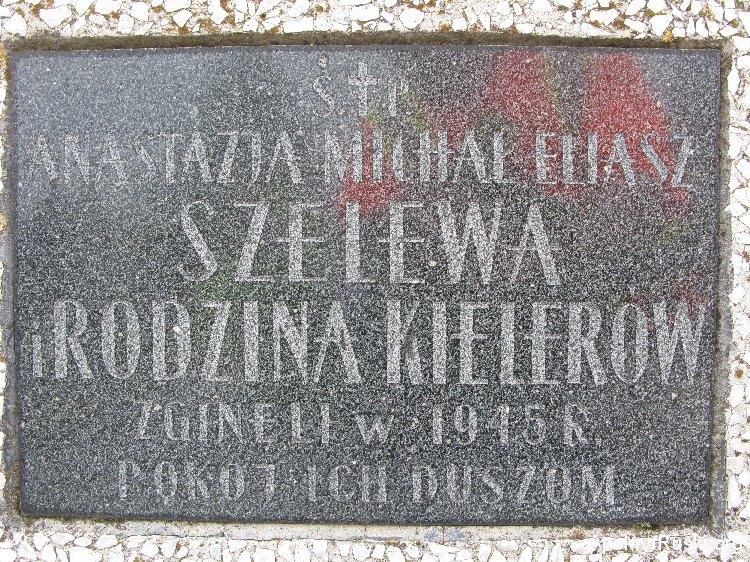 Ś † P
ANASTAZJA MICHAŁ ELIASZ
SZELEWA
i RODZINA KIELERÓW
ZGINĘLI w 1945 R.
POKÓJ ICH DUSZOM